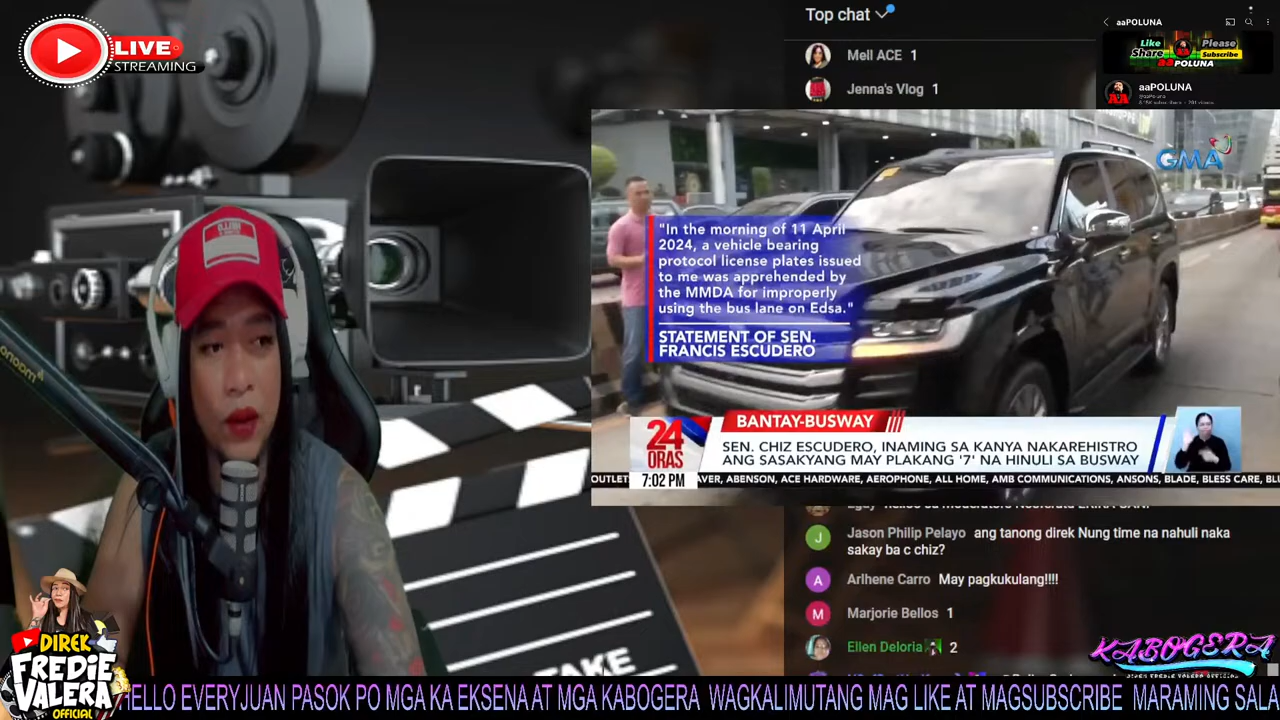 LIVE
STREAMING
Top chat
Mell ACE 1
Jenna's Vlog 1
aaPOLUNA
Like
Share
Please
Subscribe
aaPOLUNA
aaPOLUNA
GMA
"In the morning of 11 April
2024, a vehicle bearing
protocol license plates issued
to me was apprehended by
the MMDA for improperly
using the bus lane on Edsa."
STATEMENT OF SEN.
FRANCIS ESCUDERO
BANTAY-BUSWAY
24
ORAS
SEN. CHIZ ESCUDERO, INAMING SA KANYA NAKAREHISTRO
ANG SASAKYANG MAY PLAKANG '7' NA HINULI SA BUSWAY
7:02 PM
OUTLET AVER, ABENSON, ACE HARDWARE, AEROPHONE, ALL HOME, AMB COMMUNICATIONS, ANSONS, BLADE, BLESS CARE, BLU
Jason Philip Pelayo ang tanong direk Nung time na nahuli naka
sakay ba c chiz?
Arlhene Carro May pagkukulang!!!!
Marjorie Bellos 1
Ellen Deloria 2
maono
TAKE
DIREK
FREDIE
VALERA
OFFICIAL
KABOGERA
HELLO EVERYJUAN PASOK PO MGA KA EKSENA AT MGA KABOGERA WAGKALIMUTANG MAG LIKE AT MAGSUBSCRIBE MARAMING SALA